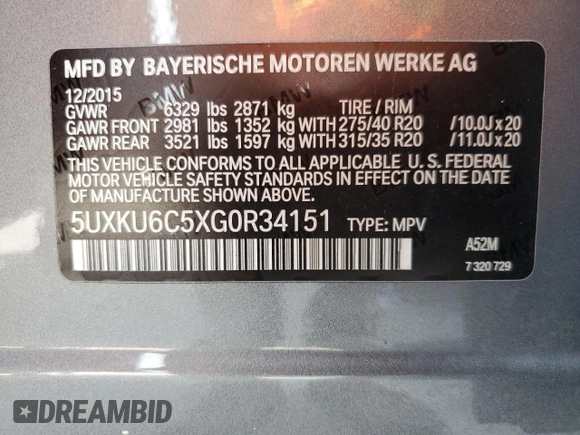 MFD BY BAYERISCHE MOTOREN WERKE AG
12/2015
GVWR 6329 lbs 2871 kg TIRE / RIM
GAWR FRONT 2981 lbs 1352 kg WITH 275/40 R20 /10.0J x 20
GAWR REAR 3521 lbs 1597 kg WITH 315/35 R20 /11.0J x 20
THIS VEHICLE CONFORMS TO ALL APPLICABLE U. S. FEDERAL
MOTOR VEHICLE SAFETY STANDARDS IN EFFECT ON THE DATE
OF MANUFACTURE SHOWN ABOVE.
5UXKU6C5XG0R34151 TYPE: MPV
A52M
7 320 729
DREAMBID